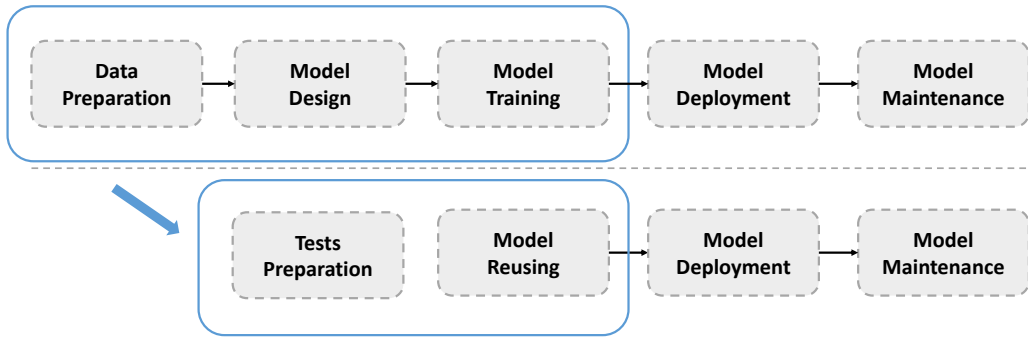 Data
Preparation
Model
Design
Model
Training
Model
Deployment
Model
Maintenance
Tests
Preparation
Model
Reusing
Model
Deployment
Model
Maintenance